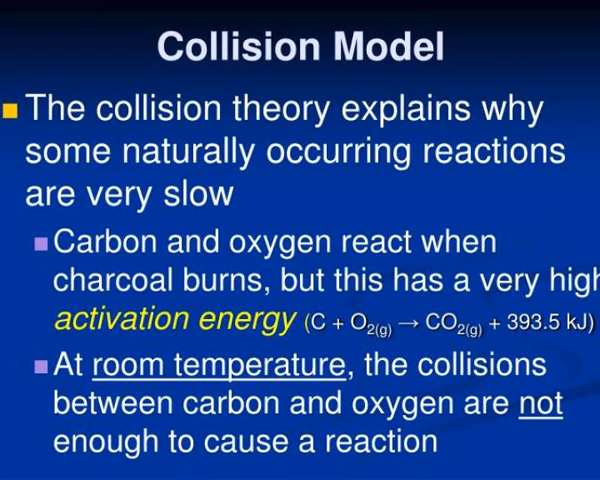 Collision Model
The collision theory explains why
some naturally occurring reactions
are very slow
Carbon and oxygen react when
charcoal burns, but this has a very high
activation energy (C + O₂(g) → CO₂(g) + 393.5 kJ)
At room temperature, the collisions
between carbon and oxygen are not
enough to cause a reaction